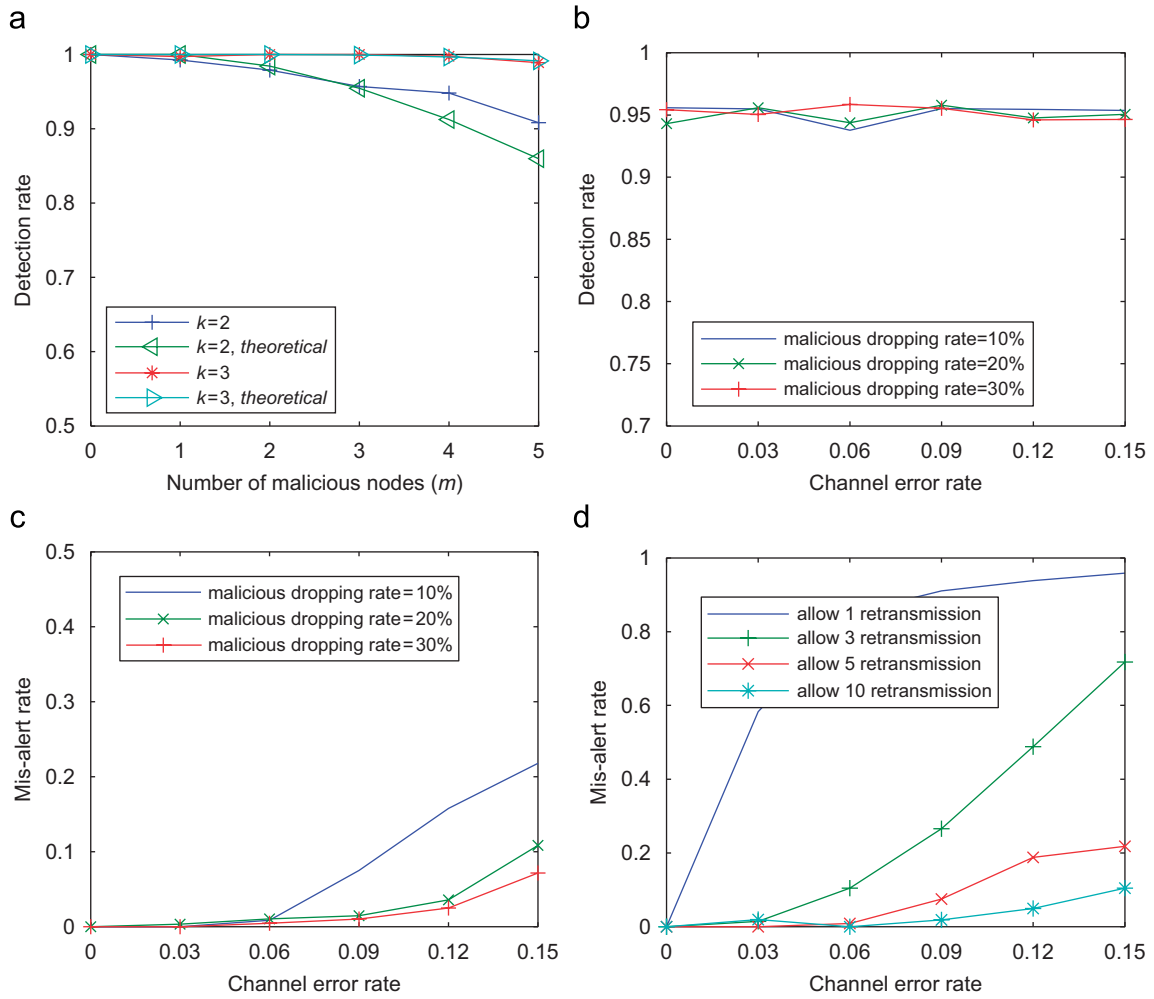 a
1
0.9
0.8
0.7
0.6
0.5
Detection rate
k=2
k=2, theoretical
k=3
k=3, theoretical
0 1 2 3 4 5
Number of malicious nodes (m)
b
1
0.95
0.9
0.85
0.8
0.75
0.7
Detection rate
malicious dropping rate=10%
malicious dropping rate=20%
malicious dropping rate=30%
0 0.03 0.06 0.09 0.12 0.15
Channel error rate
c
0.5
0.4
0.3
0.2
0.1
0
Mis-alert rate
malicious dropping rate=10%
malicious dropping rate=20%
malicious dropping rate=30%
0 0.03 0.06 0.09 0.12 0.15
Channel error rate
d
1
0.8
0.6
0.4
0.2
0
Mis-alert rate
allow 1 retransmission
allow 3 retransmission
allow 5 retransmission
allow 10 retransmission
0 0.03 0.06 0.09 0.12 0.15
Channel error rate